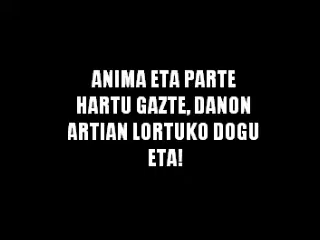 ANIMA ETA PARTE
HARTU GAZTE, DANON
ARTIAN LORTUKO DOGU
ETA!